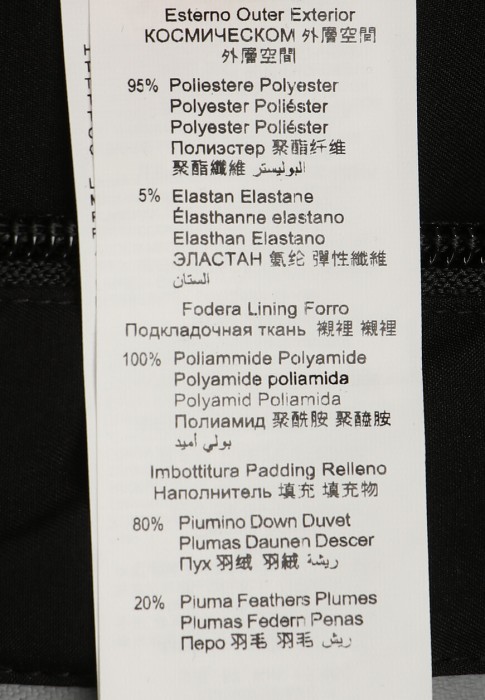 Esterno Outer Exterior
КОСМИЧЕСКОМ 外層空間
外層空間
95% Poliestere Polyester
Polyester Poliéster
Polyester Poliéster
Полиэстер 聚酯纤维
聚酯纖維 البوليستر
5% Elastan Elastane
Élasthanne elastano
Elasthan Elastano
ЭЛАСТАН 氨纶 彈性纖維
الستان
Fodera Lining Forro
Подкладочная ткань 襯裡 襯裡
100% Poliammide Polyamide
Polyamide poliamida
Polyamid Poliamida
Полиамид 聚酰胺 聚醯胺
بولي أميد
Imbottitura Padding Relleno
Наполнитель 填充 填充物
80% Piumino Down Duvet
Plumas Daunen Descer
Пух 羽绒 羽絨 ريشة
20% Piuma Feathers Plumes
Plumas Federn Penas
Перо 羽毛 羽毛 ريش